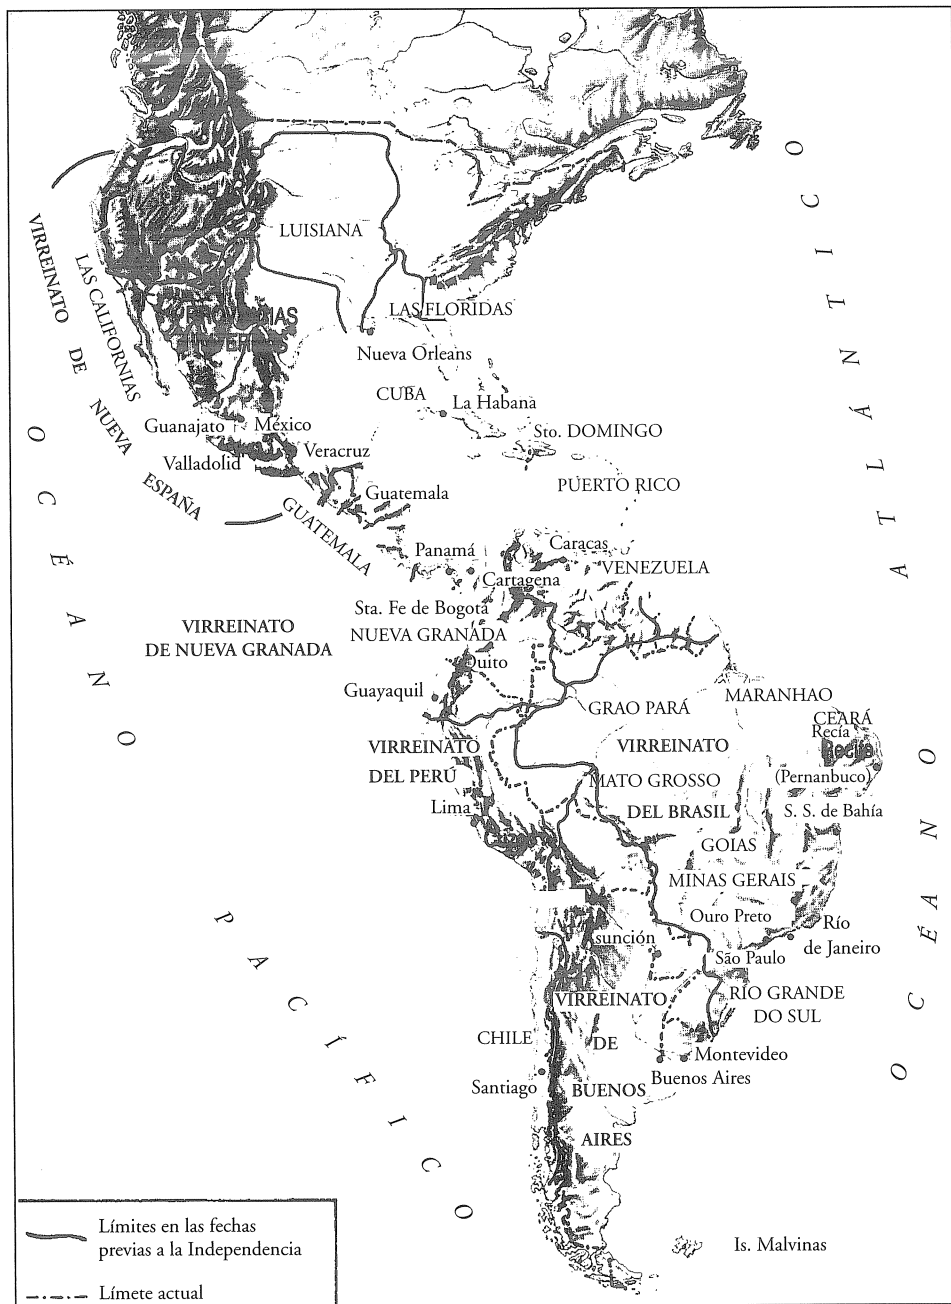 OCÉANO ATLÁNTICO
VIRREINATO DE NUEVA ESPAÑA
LAS CALIFORNIAS
LUISIANA
LAS FLORIDAS
PROVINCIAS
INTERNAS
Nueva Orleans
CUBA
La Habana
Guanajato
México
Sto. DOMINGO
Valladolid
Veracruz
PUERTO RICO
Guatemala
GUATEMALA
Panamá
Caracas
VENEZUELA
Cartagena
Sta. Fe de Bogotá
VIRREINATO
DE NUEVA GRANADA
NUEVA GRANADA
Quito
Guayaquil
MARANHAO
GRAO PARÁ
CEARÁ
Recía
Recife
(Pernanbuco)
VIRREINATO
DEL PERÚ
VIRREINATO
DEL BRASIL
MATO GROSSO
Lima
S. S. de Bahía
GOIAS
MINAS GERAIS
Ouro Preto
Río
de Janeiro
Asunción
São Paulo
RÍO GRANDE
DO SUL
VIRREINATO
DE
BUENOS
AIRES
CHILE
Santiago
Montevideo
Buenos Aires
OCÉANO PACÍFICO
Is. Malvinas
Límites en las fechas
previas a la Independencia
Límete actual